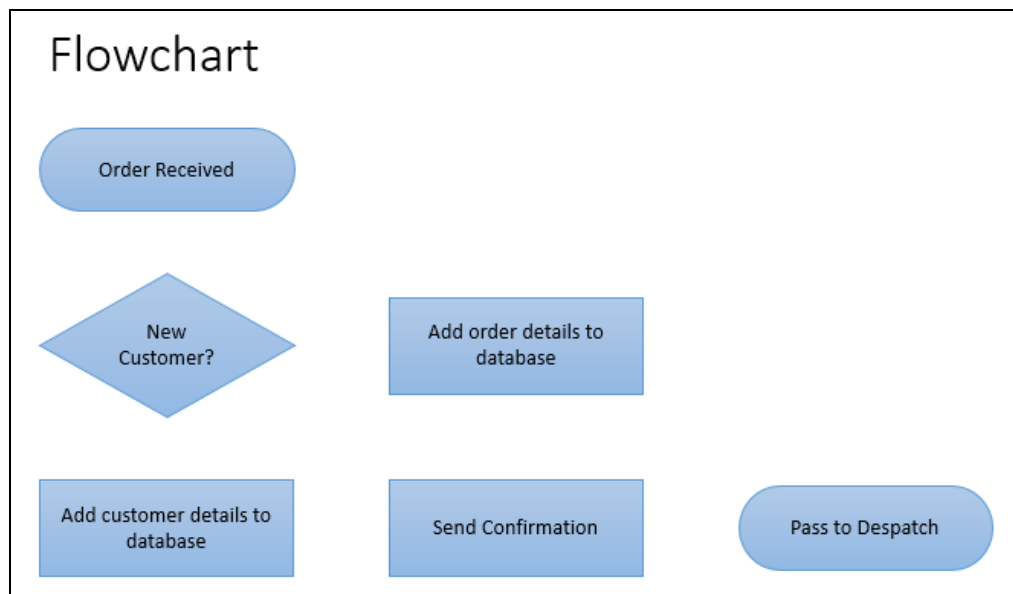 Flowchart
Order Received
New
Customer?
Add order details to
database
Add customer details to
database
Send Confirmation
Pass to Despatch